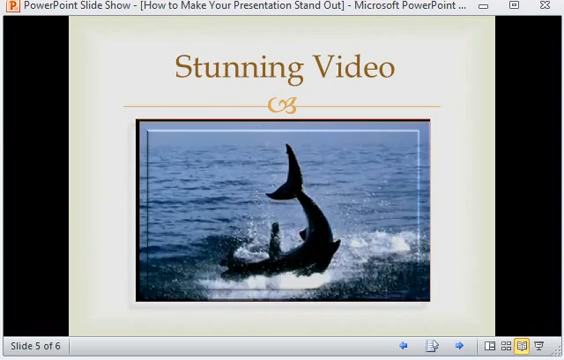 PowerPoint Slide Show - [How to Make Your Presentation Stand Out] - Microsoft PowerPoint ...
Stunning Video
Slide 5 of 6